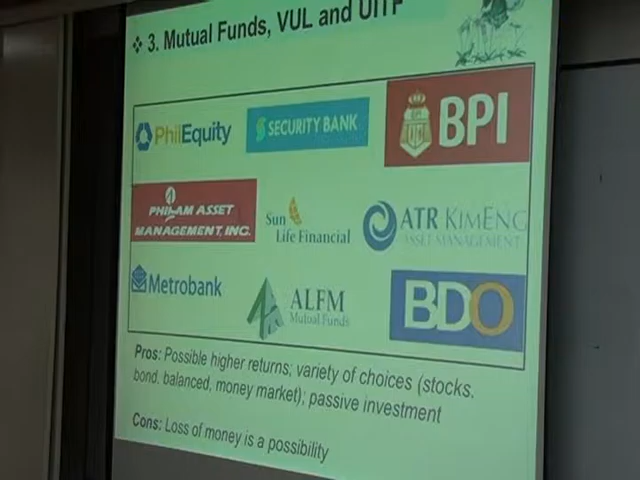 ❖ 3. Mutual Funds, VUL and UITF
PhilEquity
SECURITY BANK
BPI
PHILAM ASSET
MANAGEMENT, INC.
Sun
Life Financial
ATR KIMENG
ASSET MANAGEMENT
Metrobank
ALFM
Mutual Funds
BDO
Pros: Possible higher returns; variety of choices (stocks,
bond, balanced, money market); passive investment
Cons: Loss of money is a possibility